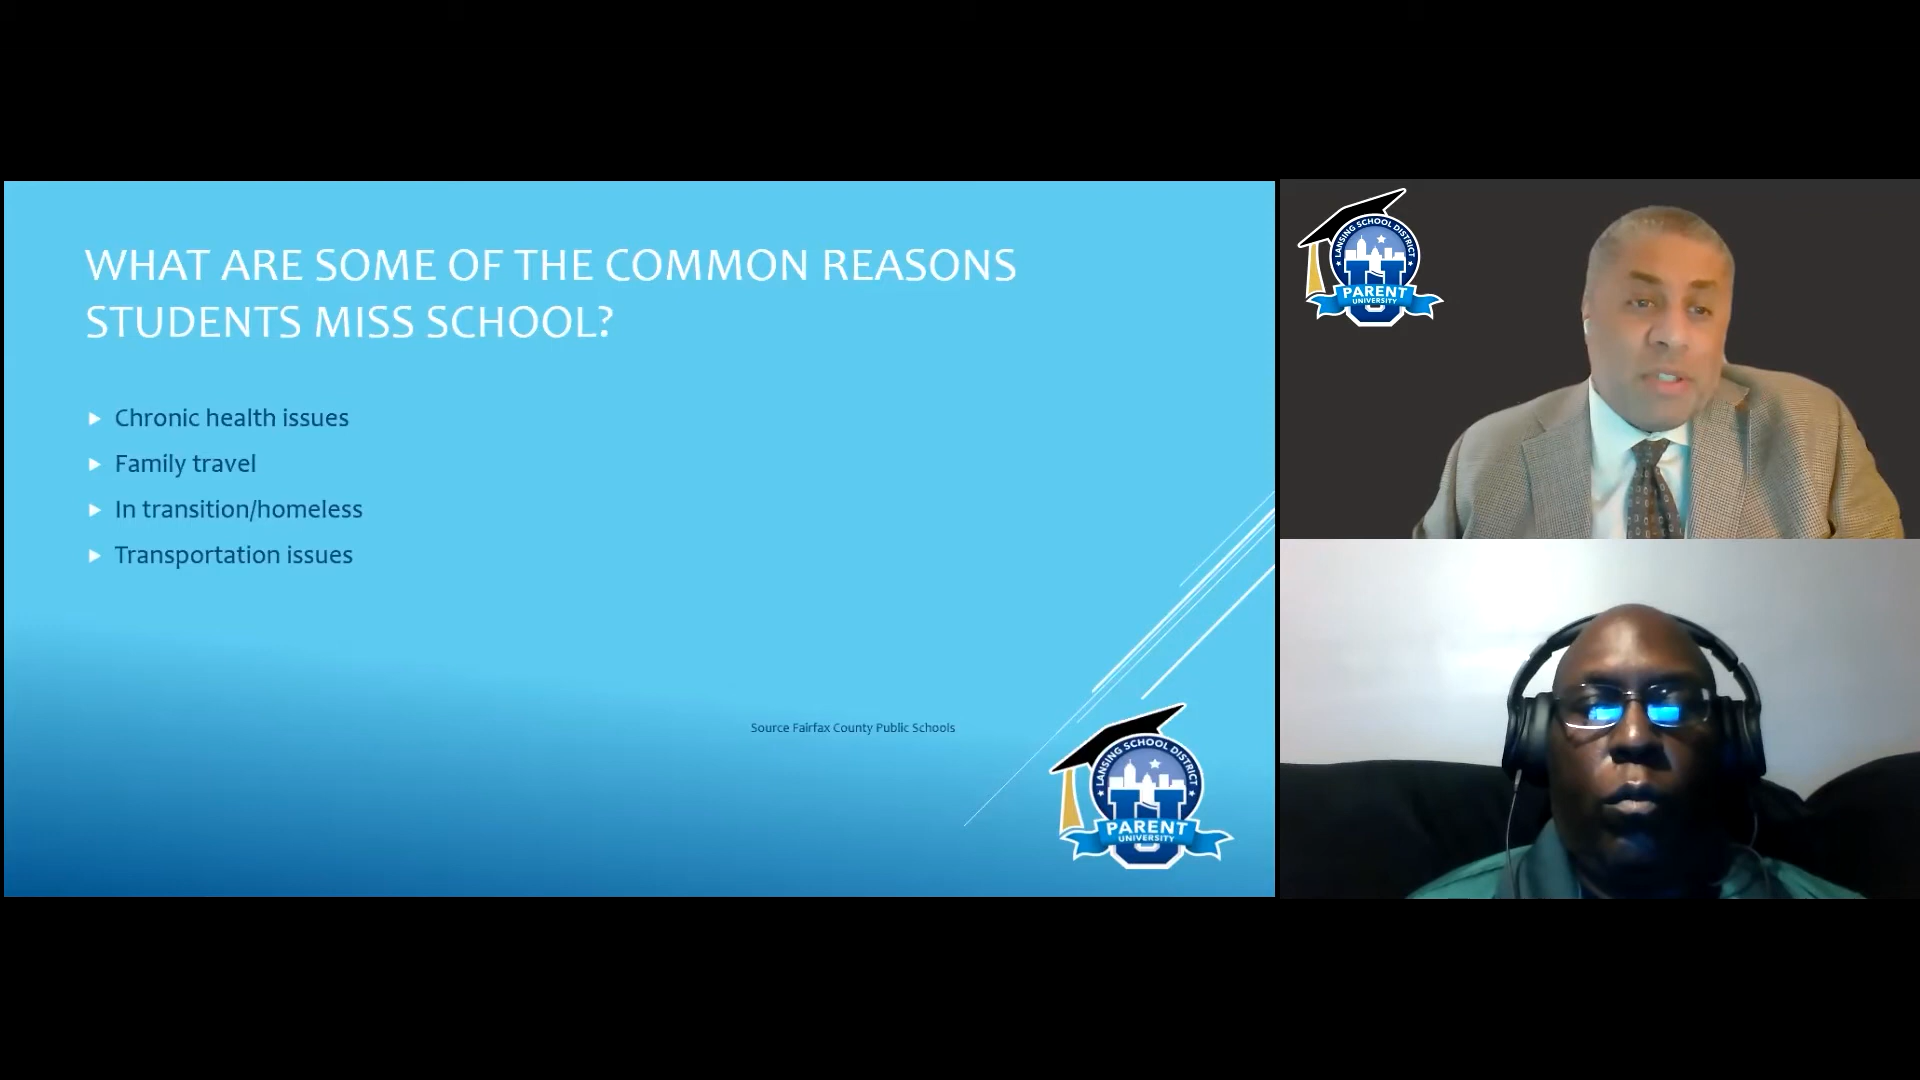 WHAT ARE SOME OF THE COMMON REASONS
STUDENTS MISS SCHOOL?
Chronic health issues
Family travel
In transition/homeless
Transportation issues
Source Fairfax County Public Schools
LANSING SCHOOL DISTRICT
U
PARENT
UNIVERSITY
LANSING SCHOOL DISTRICT
U
PARENT
UNIVERSITY